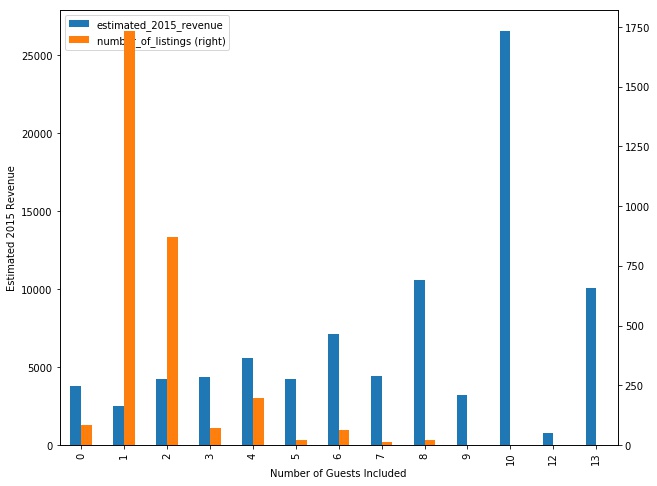 estimated_2015_revenue
number_of_listings (right)
25000
20000
15000
10000
5000
0
Estimated 2015 Revenue
1750
1500
1250
1000
750
500
250
0
0 1 2 3 4 5 6 7 8 9 10 12 13
Number of Guests Included